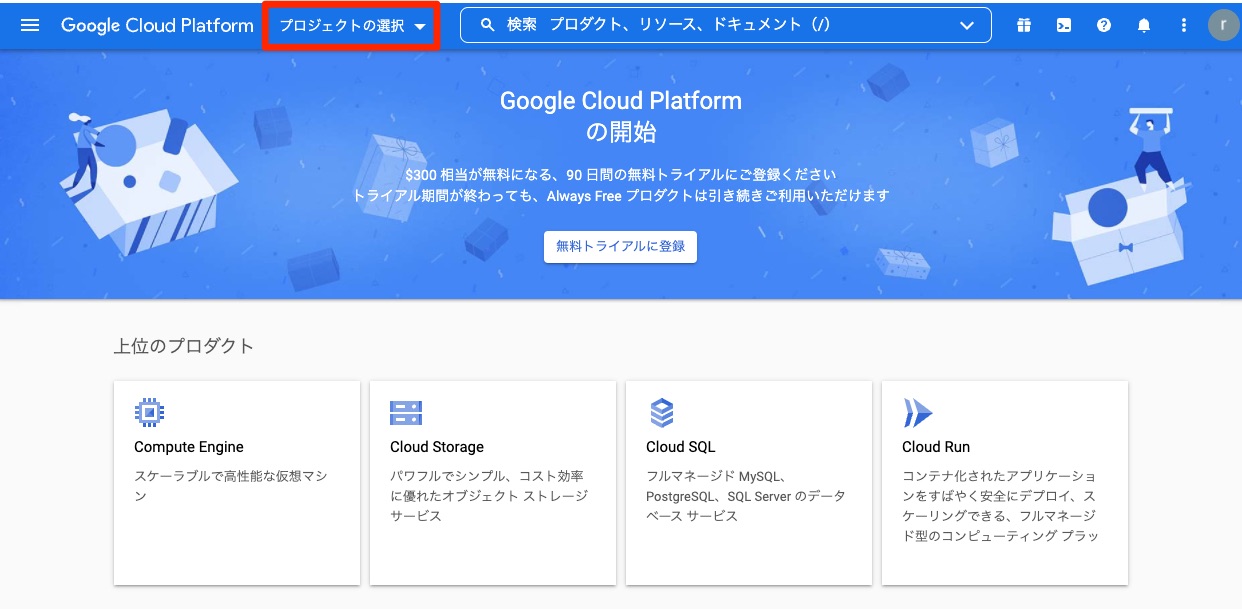 Google Cloud Platform プロジェクトの選択 検索 プロダクト、リソース、ドキュメント（/） r
Google Cloud Platform
の開始
$300 相当が無料になる、90 日間の無料トライアルにご登録ください
トライアル期間が終わっても、Always Free プロダクトは引き続きご利用いただけます
無料トライアルに登録
上位のプロダクト
Compute Engine
スケーラブルで高性能な仮想マシ
ン
Cloud Storage
パワフルでシンプル、コスト効率
に優れたオブジェクト ストレージ
サービス
Cloud SQL
フルマネージド MySQL、
PostgreSQL、SQL Server のデータ
ベース サービス
Cloud Run
コンテナ化されたアプリケーショ
ンをすばやく安全にデプロイ、ス
ケーリングできる、フルマネージ
ド型のコンピューティング プラッ